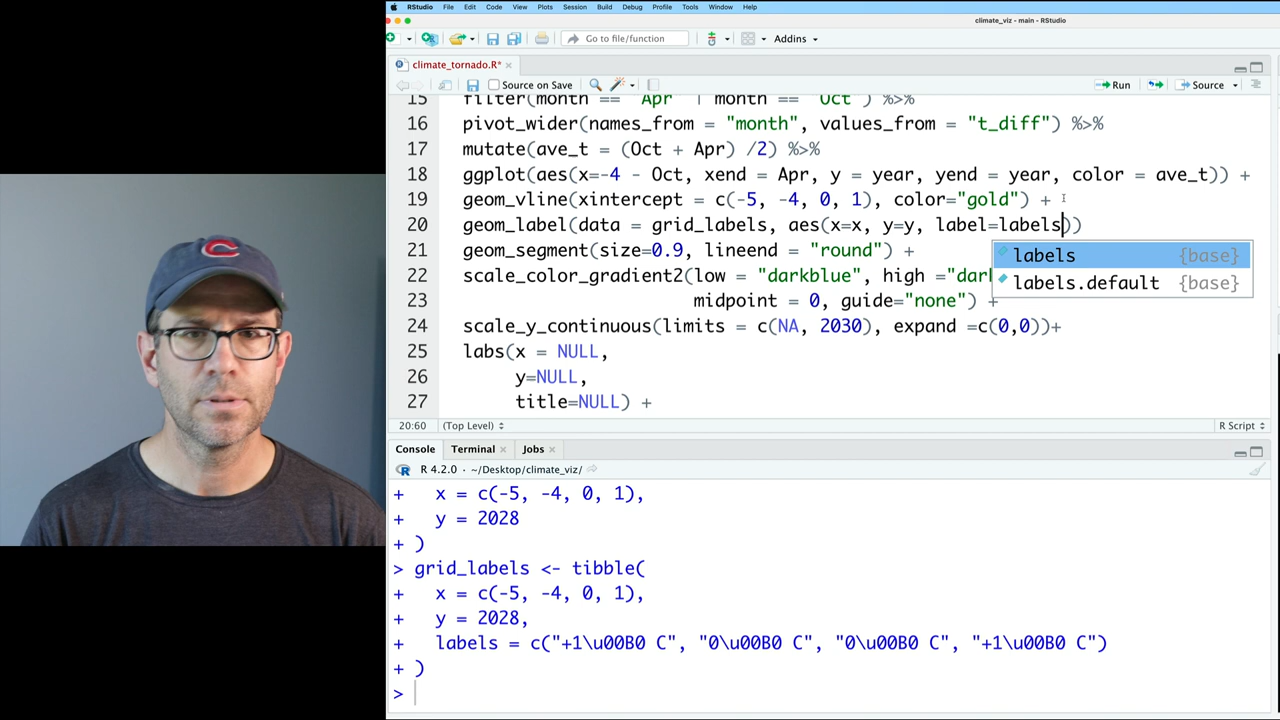 RStudio File Edit Code View Plots Session Build Debug Profile Tools Window Help
climate_viz - main - RStudio
Go to file/function Addins
climate_tornado.R*
Source on Save Run Source
15 filter(month == "Apr" | month == "Oct") %>%
16 pivot_wider(names_from = "month", values_from = "t_diff") %>%
17 mutate(ave_t = (Oct + Apr) /2) %>%
18 ggplot(aes(x=-4 - Oct, xend = Apr, y = year, yend = year, color = ave_t)) +
19 geom_vline(xintercept = c(-5, -4, 0, 1), color="gold") +
20 geom_label(data = grid_labels, aes(x=x, y=y, label=labels))
labels {base}
21 geom_segment(size=0.9, lineend = "round") +
22 scale_color_gradient2(low = "darkblue", high ="dar
labels.default {base}
23 midpoint = 0, guide="none") +
24 scale_y_continuous(limits = c(NA, 2030), expand =c(0,0))+
25 labs(x = NULL,
26 y=NULL,
27 title=NULL) +
20:60 (Top Level) R Script
Console Terminal Jobs
R 4.2.0 · ~/Desktop/climate_viz/
+ x = c(-5, -4, 0, 1),
+ y = 2028
+ )
> grid_labels <- tibble(
+ x = c(-5, -4, 0, 1),
+ y = 2028,
+ labels = c("+1\u00B0 C", "0\u00B0 C", "0\u00B0 C", "+1\u00B0 C")
+ )
>